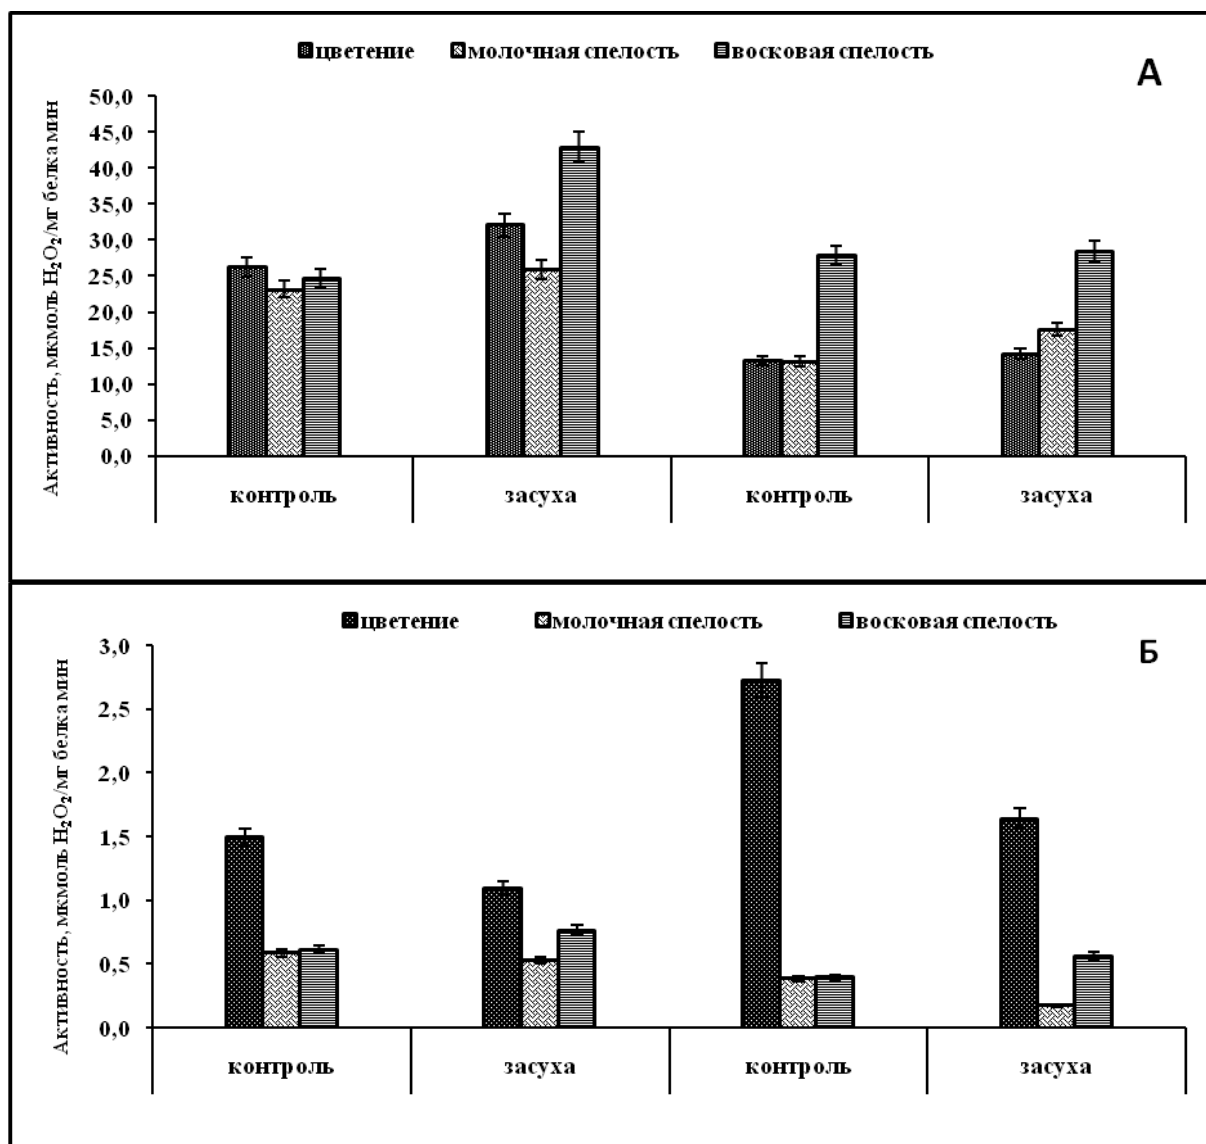 цветение молочная спелость восковая спелость
А
Активность, мкмоль H₂O₂/мг белка мин
50,0
45,0
40,0
35,0
30,0
25,0
20,0
15,0
10,0
5,0
0,0
контроль засуха контроль засуха
цветение молочная спелость восковая спелость
Б
Активность, мкмоль H₂O₂/мг белка мин
3,0
2,5
2,0
1,5
1,0
0,5
0,0
контроль засуха контроль засуха